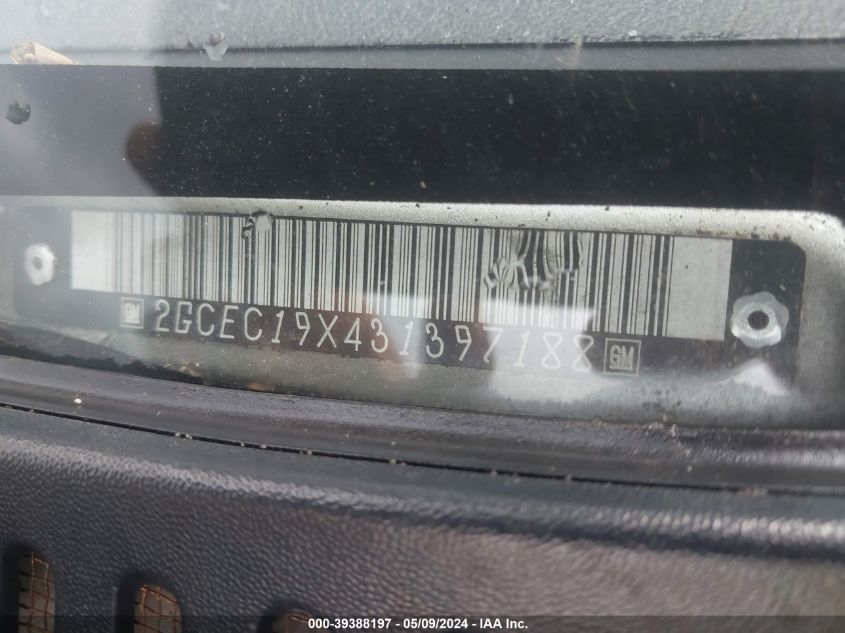 GM 2GCEC19X431397188 GM
000-39388197 - 05/09/2024 - IAA Inc.